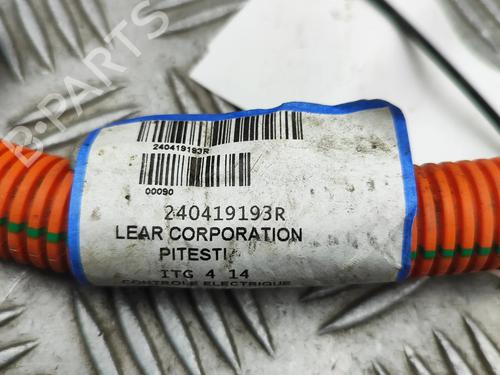 B-PARTS
240419193R
00090
240419193R
LEAR CORPORATION
PITESTI
ITG 4 14
CONTROLE ELECTRIQUE